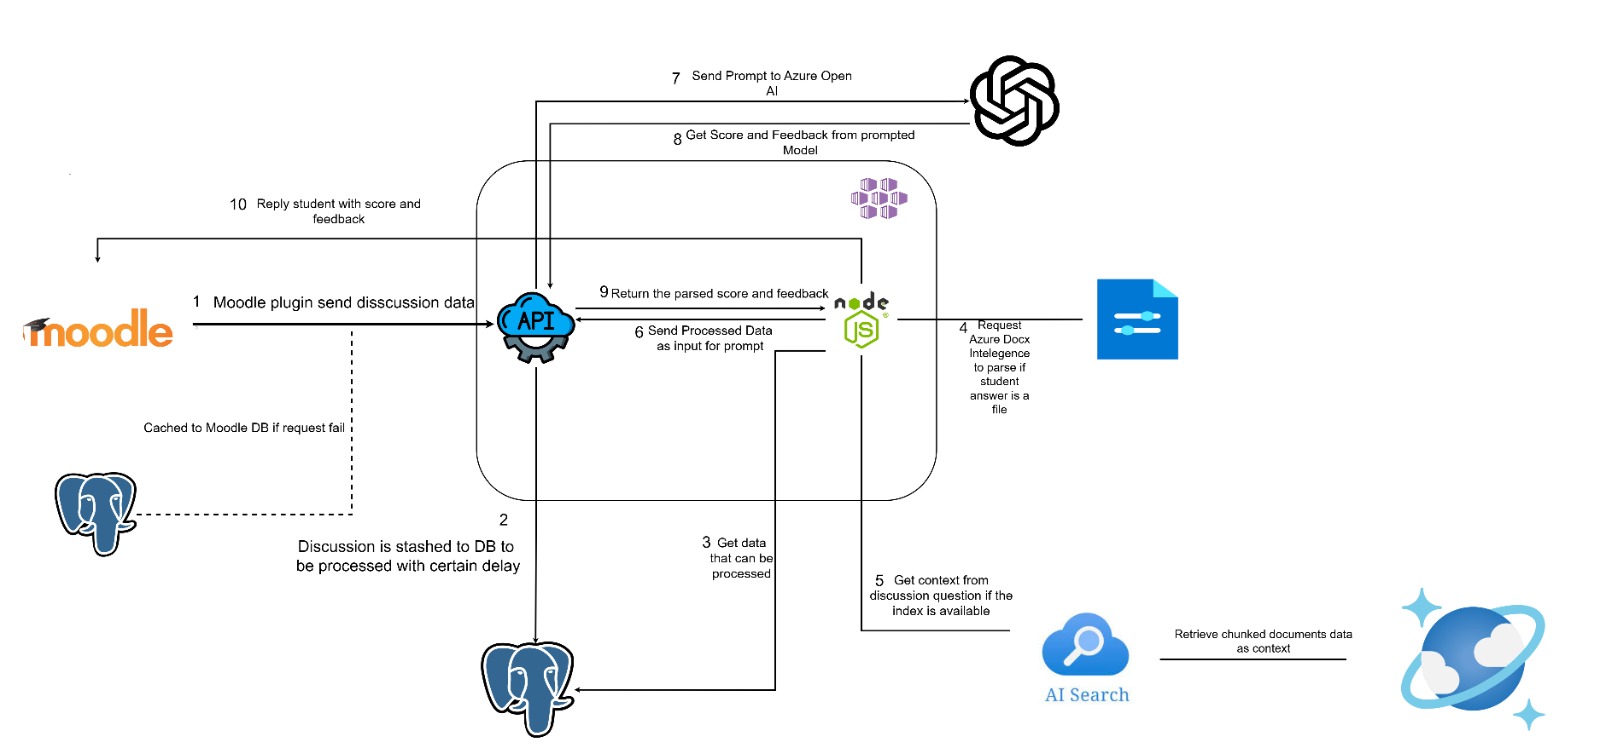 7 Send Prompt to Azure Open
AI
8 Get Score and Feedback from prompted
Model
10 Reply student with score and
feedback
1 Moodle plugin send disscussion data
moodle
API
9 Return the parsed score and feedback
6 Send Processed Data
as input for prompt
node
JS
®
4 Request
Azure Docx
Intelegence
to parse if
student
answer is a
file
Cached to Moodle DB if request fail
2
Discussion is stashed to DB to
be processed with certain delay
3 Get data
that can be
processed
5 Get context from
discussion question if the
index is available
AI Search
Retrieve chunked documents data
as context